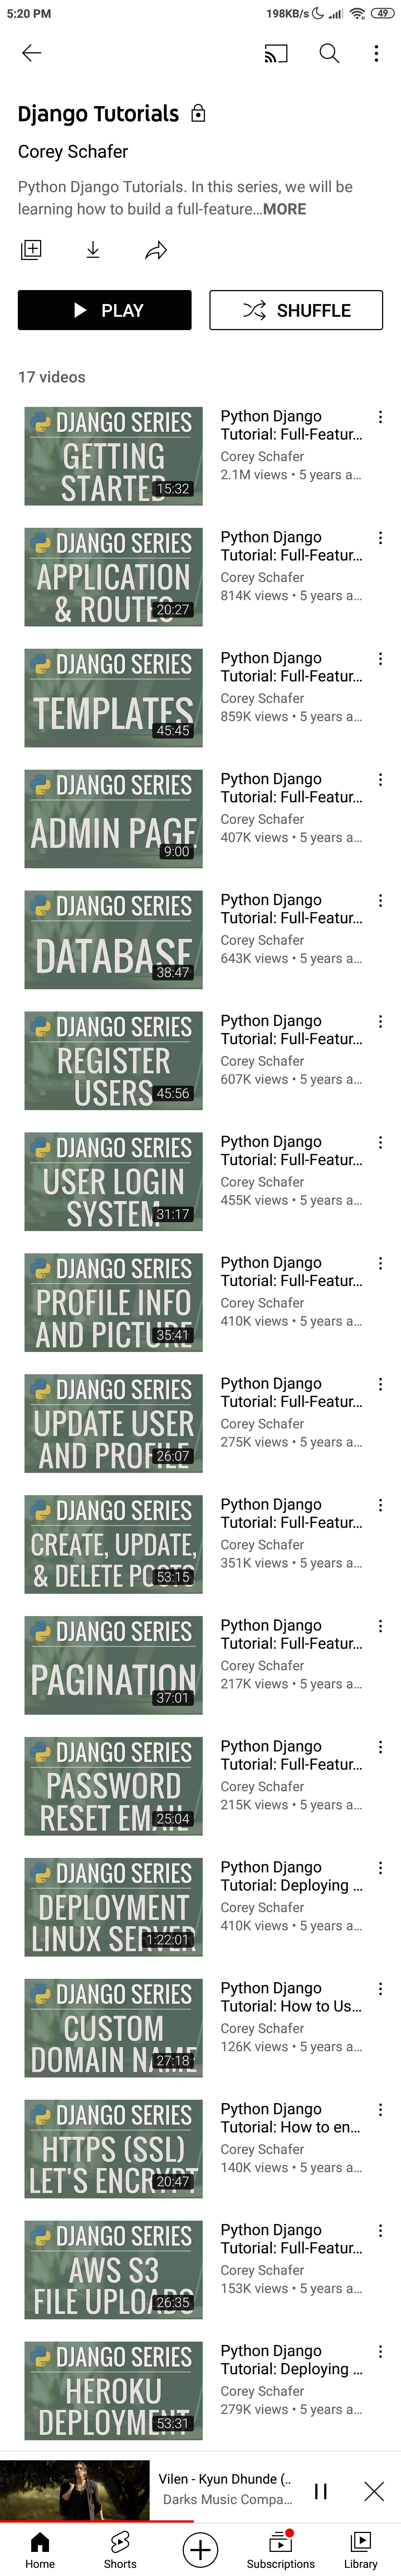 5:20 PM
198KB/s
49
Django Tutorials
Corey Schafer
Python Django Tutorials. In this series, we will be
learning how to build a full-feature...MORE
PLAY
SHUFFLE
17 videos
DJANGO SERIES
GETTING
STARTED
15:32
Python Django
Tutorial: Full-Featur...
Corey Schafer
2.1M views • 5 years a...
DJANGO SERIES
APPLICATION
& ROUTES
20:27
Python Django
Tutorial: Full-Featur...
Corey Schafer
814K views • 5 years a...
DJANGO SERIES
TEMPLATES
45:45
Python Django
Tutorial: Full-Featur...
Corey Schafer
859K views • 5 years a...
DJANGO SERIES
ADMIN PAGE
9:00
Python Django
Tutorial: Full-Featur...
Corey Schafer
407K views • 5 years a...
DJANGO SERIES
DATABASE
38:47
Python Django
Tutorial: Full-Featur...
Corey Schafer
643K views • 5 years a...
DJANGO SERIES
REGISTER
USERS
45:56
Python Django
Tutorial: Full-Featur...
Corey Schafer
607K views • 5 years a...
DJANGO SERIES
USER LOGIN
SYSTEM
31:17
Python Django
Tutorial: Full-Featur...
Corey Schafer
455K views • 5 years a...
DJANGO SERIES
PROFILE INFO
AND PICTURE
35:41
Python Django
Tutorial: Full-Featur...
Corey Schafer
410K views • 5 years a...
DJANGO SERIES
UPDATE USER
AND PROFILE
26:07
Python Django
Tutorial: Full-Featur...
Corey Schafer
275K views • 5 years a...
DJANGO SERIES
CREATE, UPDATE,
& DELETE POSTS
53:15
Python Django
Tutorial: Full-Featur...
Corey Schafer
351K views • 5 years a...
DJANGO SERIES
PAGINATION
37:01
Python Django
Tutorial: Full-Featur...
Corey Schafer
217K views • 5 years a...
DJANGO SERIES
PASSWORD
RESET EMAIL
25:04
Python Django
Tutorial: Full-Featur...
Corey Schafer
215K views • 5 years a...
DJANGO SERIES
DEPLOYMENT
LINUX SERVER
1:22:01
Python Django
Tutorial: Deploying ...
Corey Schafer
410K views • 5 years a...
DJANGO SERIES
CUSTOM
DOMAIN NAME
27:18
Python Django
Tutorial: How to Us...
Corey Schafer
126K views • 5 years a...
DJANGO SERIES
HTTPS (SSL)
LET'S ENCRYPT
20:47
Python Django
Tutorial: How to en...
Corey Schafer
140K views • 5 years a...
DJANGO SERIES
AWS S3
FILE UPLOADS
26:35
Python Django
Tutorial: Full-Featur...
Corey Schafer
153K views • 5 years a...
DJANGO SERIES
HEROKU
DEPLOYMENT
53:31
Python Django
Tutorial: Deploying ...
Corey Schafer
279K views • 5 years a...
Vilen - Kyun Dhunde (..
Darks Music Compa...
Home
Shorts
Subscriptions
Library